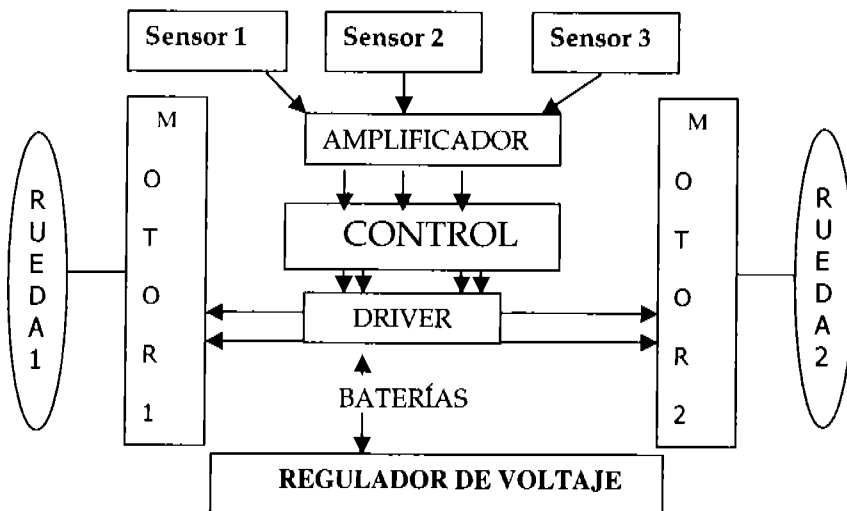 Sensor 1
Sensor 2
Sensor 3
AMPLIFICADOR
CONTROL
DRIVER
BATERÍAS
REGULADOR DE VOLTAJE
RUEDA1
MOTOR1
MOTOR2
RUEDA2